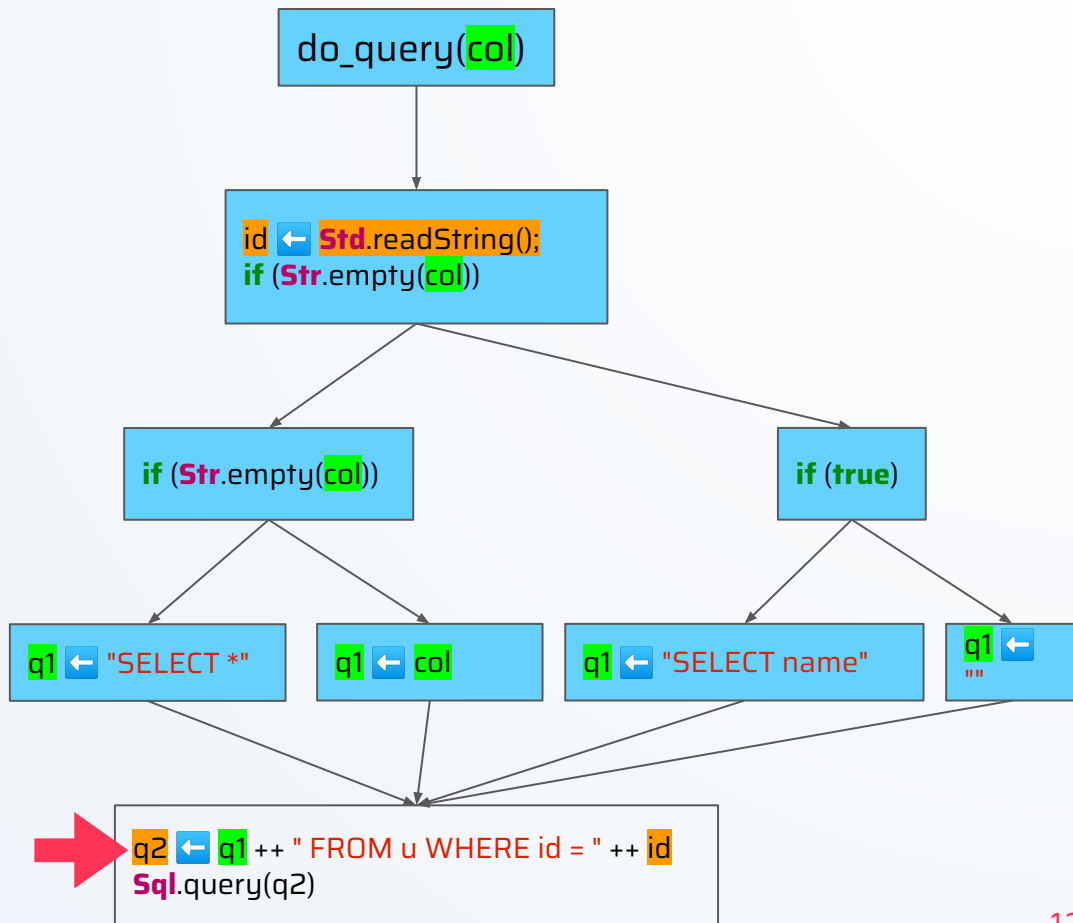 do_query(col)
id ⬅ Std.readString();
if (Str.empty(col))
if (Str.empty(col))
if (true)
q1 ⬅ "SELECT *"
q1 ⬅ col
q1 ⬅ "SELECT name"
q1 ⬅
""
q2 ⬅ q1 ++ " FROM u WHERE id = " ++ id
Sql.query(q2)